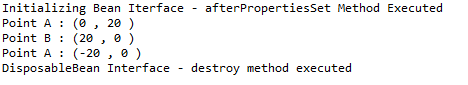 Initializing Bean Iterface - afterPropertiesSet Method Executed
Point A : (0 , 20 )
Point B : (20 , 0 )
Point A : (-20 , 0 )
DisposableBean Interface - destroy method executed